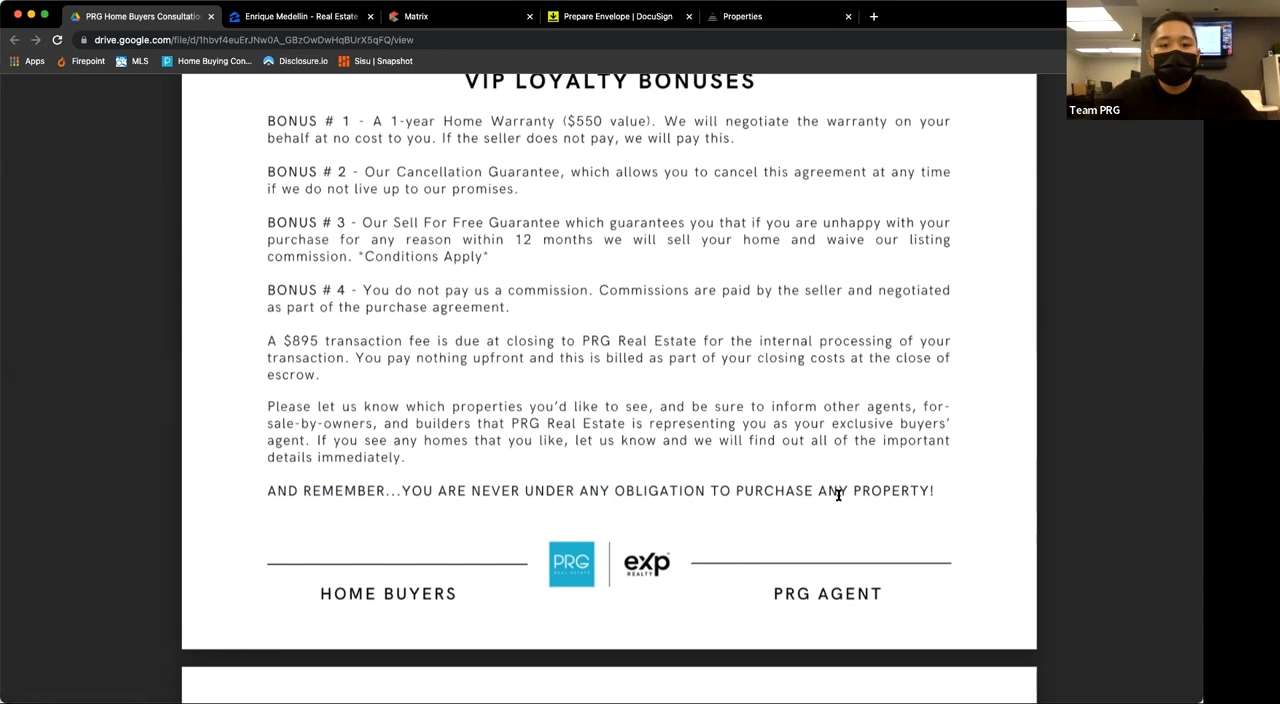 PRG Home Buyers Consultatio
Enrique Medellin - Real Estate
Matrix
Prepare Envelope | DocuSign
Properties
drive.google.com/file/d/1hbvf4euErJNw0A_GBzOwDwHqBUrX5qFQ/view
Apps
Firepoint
MLS
Home Buying Con...
Disclosure.io
Sisu | Snapshot
Team PRG
VIP LOYALTY BONUSES
BONUS # 1 - A 1-year Home Warranty ($550 value). We will negotiate the warranty on your
behalf at no cost to you. If the seller does not pay, we will pay this.
BONUS # 2 - Our Cancellation Guarantee, which allows you to cancel this agreement at any time
if we do not live up to our promises.
BONUS # 3 - Our Sell For Free Guarantee which guarantees you that if you are unhappy with your
purchase for any reason within 12 months we will sell your home and waive our listing
commission. *Conditions Apply*
BONUS # 4 - You do not pay us a commission. Commissions are paid by the seller and negotiated
as part of the purchase agreement.
A $895 transaction fee is due at closing to PRG Real Estate for the internal processing of your
transaction. You pay nothing upfront and this is billed as part of your closing costs at the close of
escrow.
Please let us know which properties you’d like to see, and be sure to inform other agents, for-
sale-by-owners, and builders that PRG Real Estate is representing you as your exclusive buyers’
agent. If you see any homes that you like, let us know and we will find out all of the important
details immediately.
AND REMEMBER...YOU ARE NEVER UNDER ANY OBLIGATION TO PURCHASE ANY PROPERTY!
PRG
REAL ESTATE
eXp
REALTY
HOME BUYERS
PRG AGENT